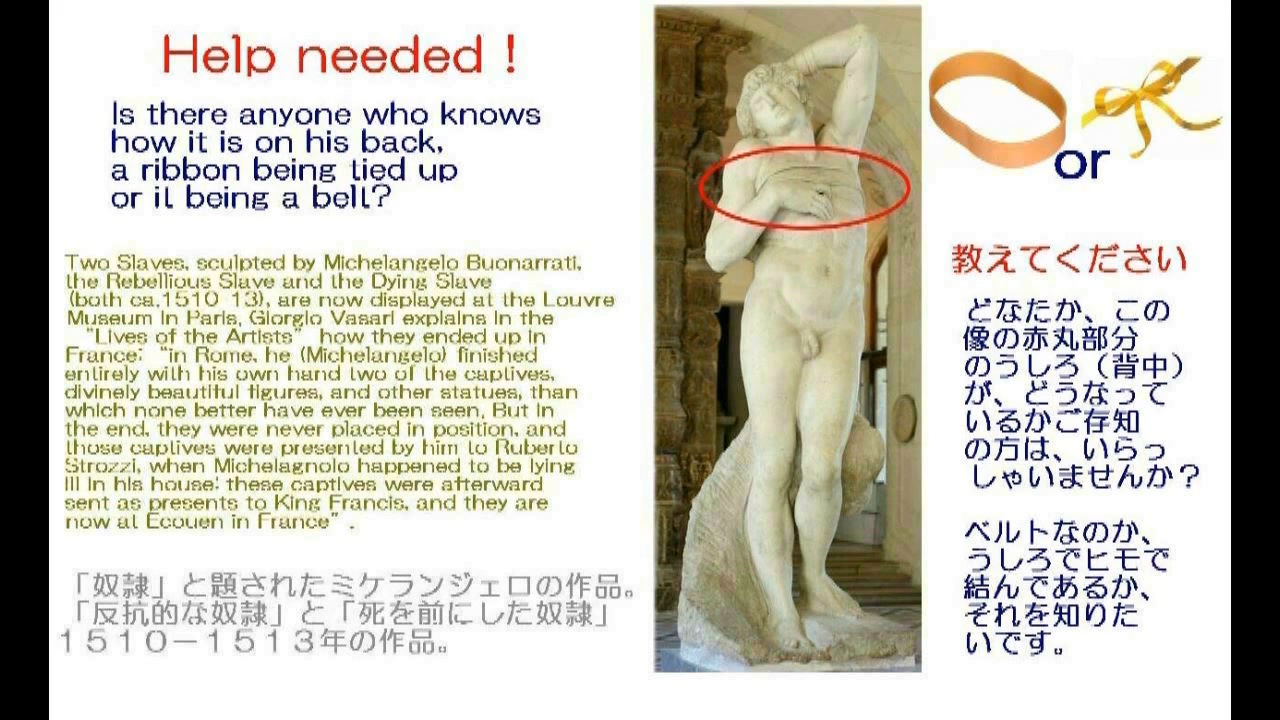 Help needed !
Is there anyone who knows
how it is on his back,
a ribbon being tied up
or it being a belt?
Two Slaves, sculpted by Michelangelo Buonarrati,
the Rebellious Slave and the Dying Slave
(both ca.1510 13), are now displayed at the Louvre
Museum in Paris, Giorgio Vasari explains in the
“Lives of the Artists” how they ended up in
France: “in Rome, he (Michelangelo) finished
entirely with his own hand two of the captives,
divinely beautiful figures, and other statues, than
which none better have ever been seen, But in
the end, they were never placed in position, and
those captives were presented by him to Ruberto
Strozzi, when Michelagnolo happened to be lying
ill in his house; these captives were afterward
sent as presents to King Francis, and they are
now at Ecouen in France” .
「奴隷」と題されたミケランジェロの作品。
「反抗的な奴隷」と「死を前にした奴隷」
１５１０－１５１３年の作品。
or
教えてください
どなたか、この
像の赤丸部分
のうしろ（背中）
が、どうなって
いるかご存知
の方は、いらっ
しゃいませんか？
ベルトなのか、
うしろでヒモで
結んであるか、
それを知りた
いです。